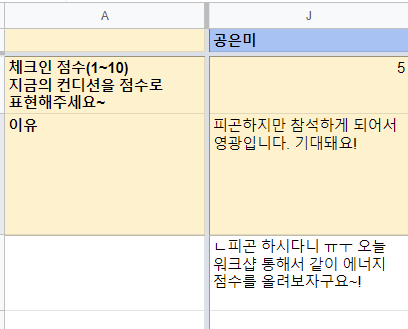 A
J
공은미
체크인 점수(1~10)
지금의 컨디션을 점수로
표현해주세요~
5
이유
피곤하지만 참석하게 되어서
영광입니다. 기대돼요!
ㄴ피곤 하시다니 ㅠㅜ 오늘
워크샵 통해서 같이 에너지
점수를 올려보자구요~!